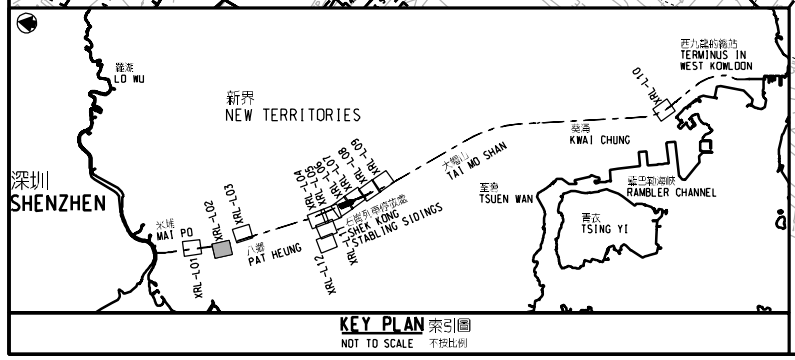 羅湖
LO WU
新界
NEW TERRITORIES
西九龍的總站
TERMINUS IN
WEST KOWLOON
XRL-L10
葵涌
KWAI CHUNG
大帽山
TAI MO SHAN
荃灣
TSUEN WAN
藍巴勒海峽
RAMBLER CHANNEL
青衣
TSING YI
深圳
SHENZHEN
米埔
MAI PO
XRL-L01
XRL-L02
XRL-L03
八鄉
PAT HEUNG
XRL-L04
XRL-L05
XRL-L06
XRL-L07
XRL-L08
XRL-L09
石崗列車停放處
SHEK KONG
STABLING SIDINGS
XRL-L12
KEY PLAN 索引圖
NOT TO SCALE 不按比例